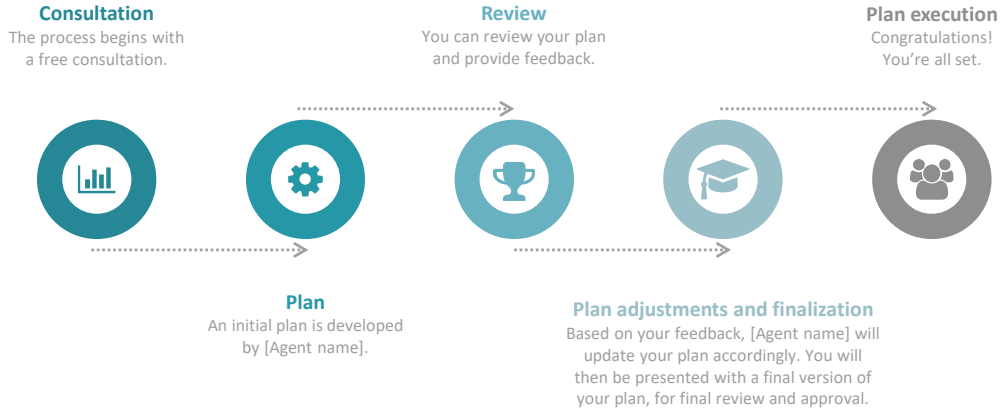 Consultation
The process begins with
a free consultation.
Review
You can review your plan
and provide feedback.
Plan execution
Congratulations!
You’re all set.
Plan
An initial plan is developed
by [Agent name].
Plan adjustments and finalization
Based on your feedback, [Agent name] will
update your plan accordingly. You will
then be presented with a final version of
your plan, for final review and approval.